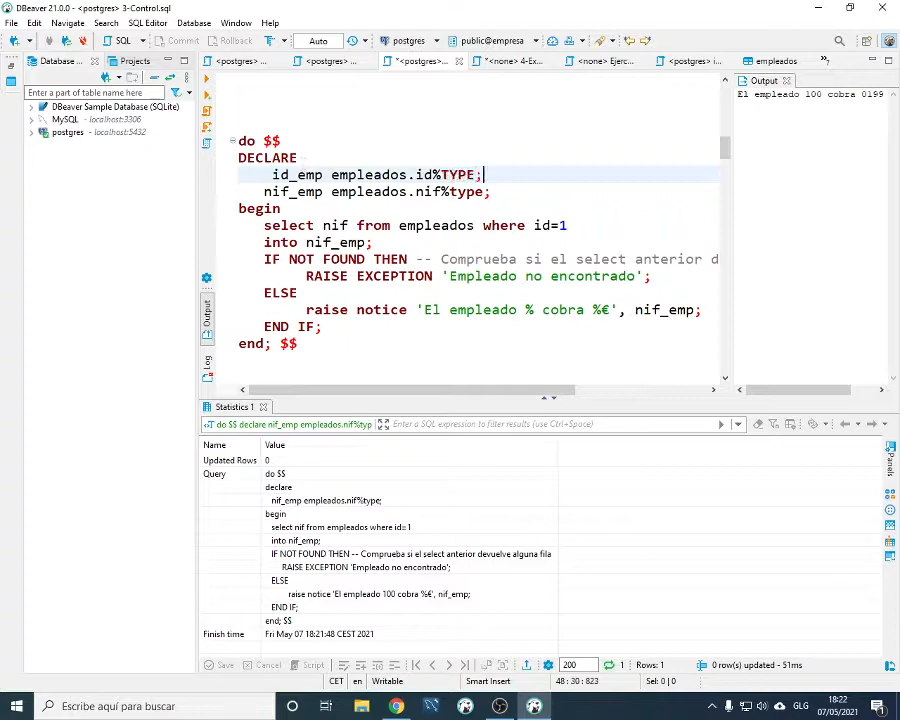 DBeaver 21.0.0 - <postgres> 3-Control.sql
File Edit Navigate Search SQL Editor Database Window Help
SQL Commit Rollback T Auto postgres public@empresa
Database ... Projects <postgres> ... <postgres ... *<postgres... *<none> 4-Ex... <none> Ejerc... <postgres> i... empleados »7 Output
Enter a part of table name here
El empleado 100 cobra 0199
DBeaver Sample Database (SQLite)
MySQL - localhost:3306
postgres - localhost:5432
do $$
DECLARE
id_emp empleados.id%TYPE;
nif_emp empleados.nif%type;
begin
select nif from empleados where id=1
into nif_emp;
IF NOT FOUND THEN -- Comprueba si el select anterior d
RAISE EXCEPTION 'Empleado no encontrado';
ELSE
raise notice 'El empleado % cobra %€', nif_emp;
END IF;
end; $$
Output
Log
Statistics 1
do $$ declare nif_emp empleados.nif%typ Enter a SQL expression to filter results (use Ctrl+Space)
Name Value
Updated Rows 0
Query do $$
declare
nif_emp empleados.nif%type;
begin
select nif from empleados where id=1
into nif_emp;
IF NOT FOUND THEN -- Comprueba si el select anterior devuelve alguna fila
RAISE EXCEPTION 'Empleado no encontrado';
ELSE
raise notice 'El empleado 100 cobra %€', nif_emp;
END IF;
end; $$
Finish time Fri May 07 18:21:48 CEST 2021
Panels
Save Cancel Script 200 1 Rows: 1 0 row(s) updated - 51ms
CET en Writable Smart Insert 48 : 30 : 823 Sel: 0 | 0
Escribe aquí para buscar
GLG 18:22
07/05/2021 1